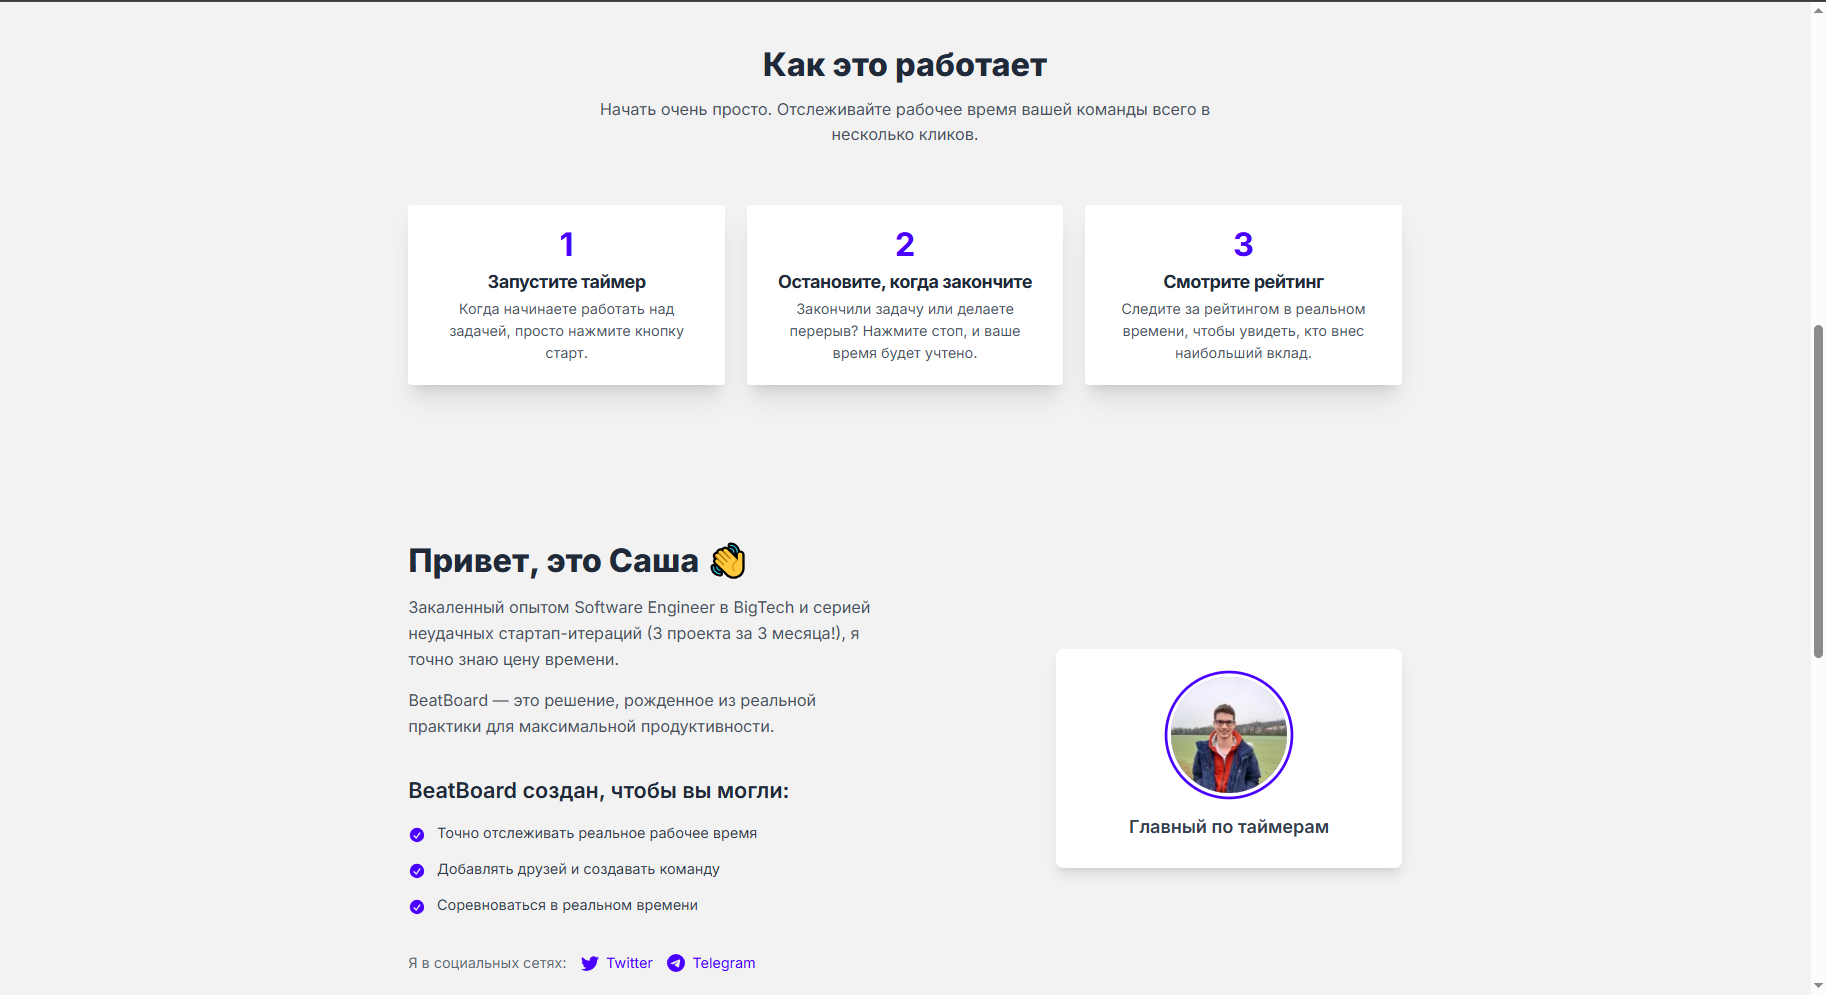 Как это работает
Начать очень просто. Отслеживайте рабочее время вашей команды всего в
несколько кликов.
1
Запустите таймер
Когда начинаете работать над
задачей, просто нажмите кнопку
старт.
2
Остановите, когда закончите
Закончили задачу или делаете
перерыв? Нажмите стоп, и ваше
время будет учтено.
3
Смотрите рейтинг
Следите за рейтингом в реальном
времени, чтобы увидеть, кто внес
наибольший вклад.
Привет, это Саша 👋
Закаленный опытом Software Engineer в BigTech и серией
неудачных стартап-итераций (3 проекта за 3 месяца!), я
точно знаю цену времени.
BeatBoard — это решение, рожденное из реальной
практики для максимальной продуктивности.
BeatBoard создан, чтобы вы могли:
Точно отслеживать реальное рабочее время
Добавлять друзей и создавать команду
Соревноваться в реальном времени
Я в социальных сетях: Twitter Telegram
Главный по таймерам